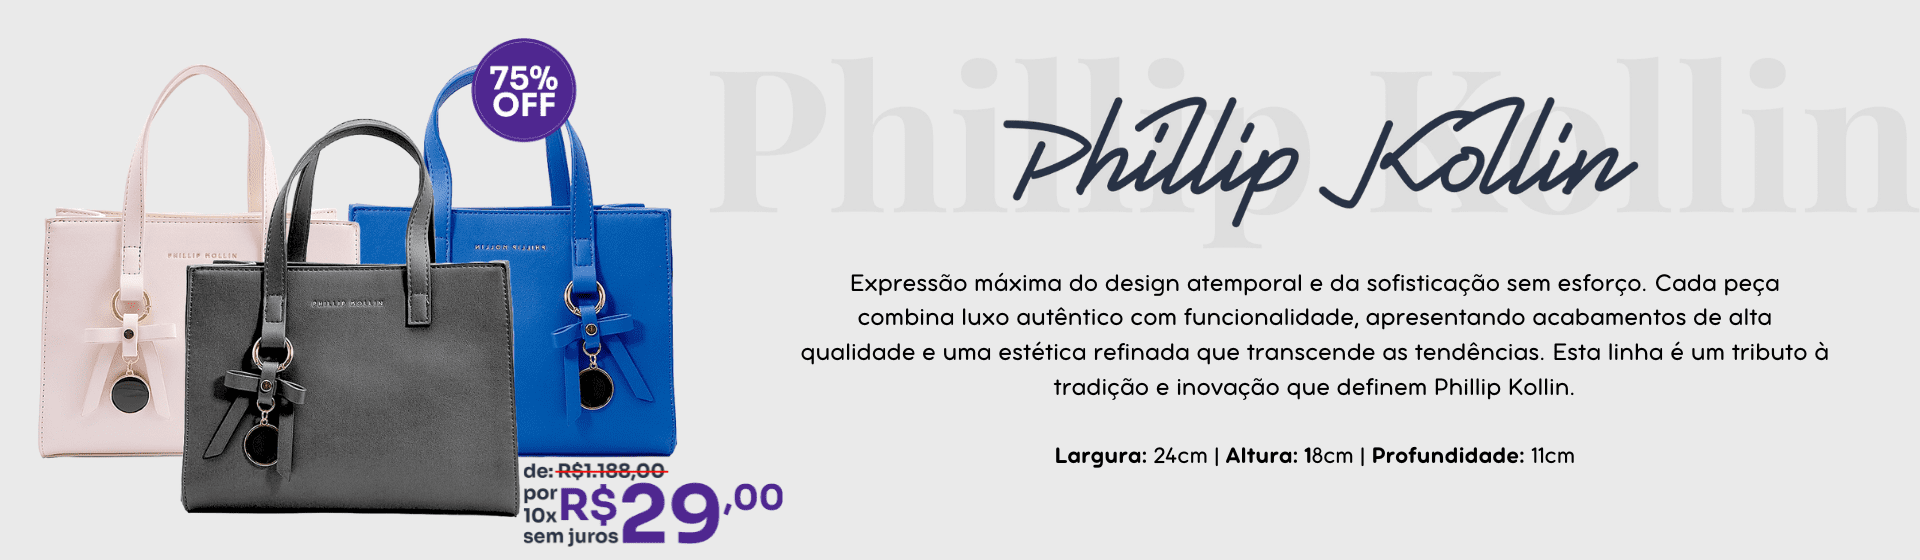 75%
OFF
PHILLIP KOLLIN
PHILLIP KOLLIN
PHILLIP KOLLIN
de: R$1.188,00
por
10x
sem juros
R$29,00
Phillip Kollin
Phillip Kollin
Expressão máxima do design atemporal e da sofisticação sem esforço. Cada peça
combina luxo autêntico com funcionalidade, apresentando acabamentos de alta
qualidade e uma estética refinada que transcende as tendências. Esta linha é um tributo à
tradição e inovação que definem Phillip Kollin.
Largura: 24cm | Altura: 18cm | Profundidade: 11cm